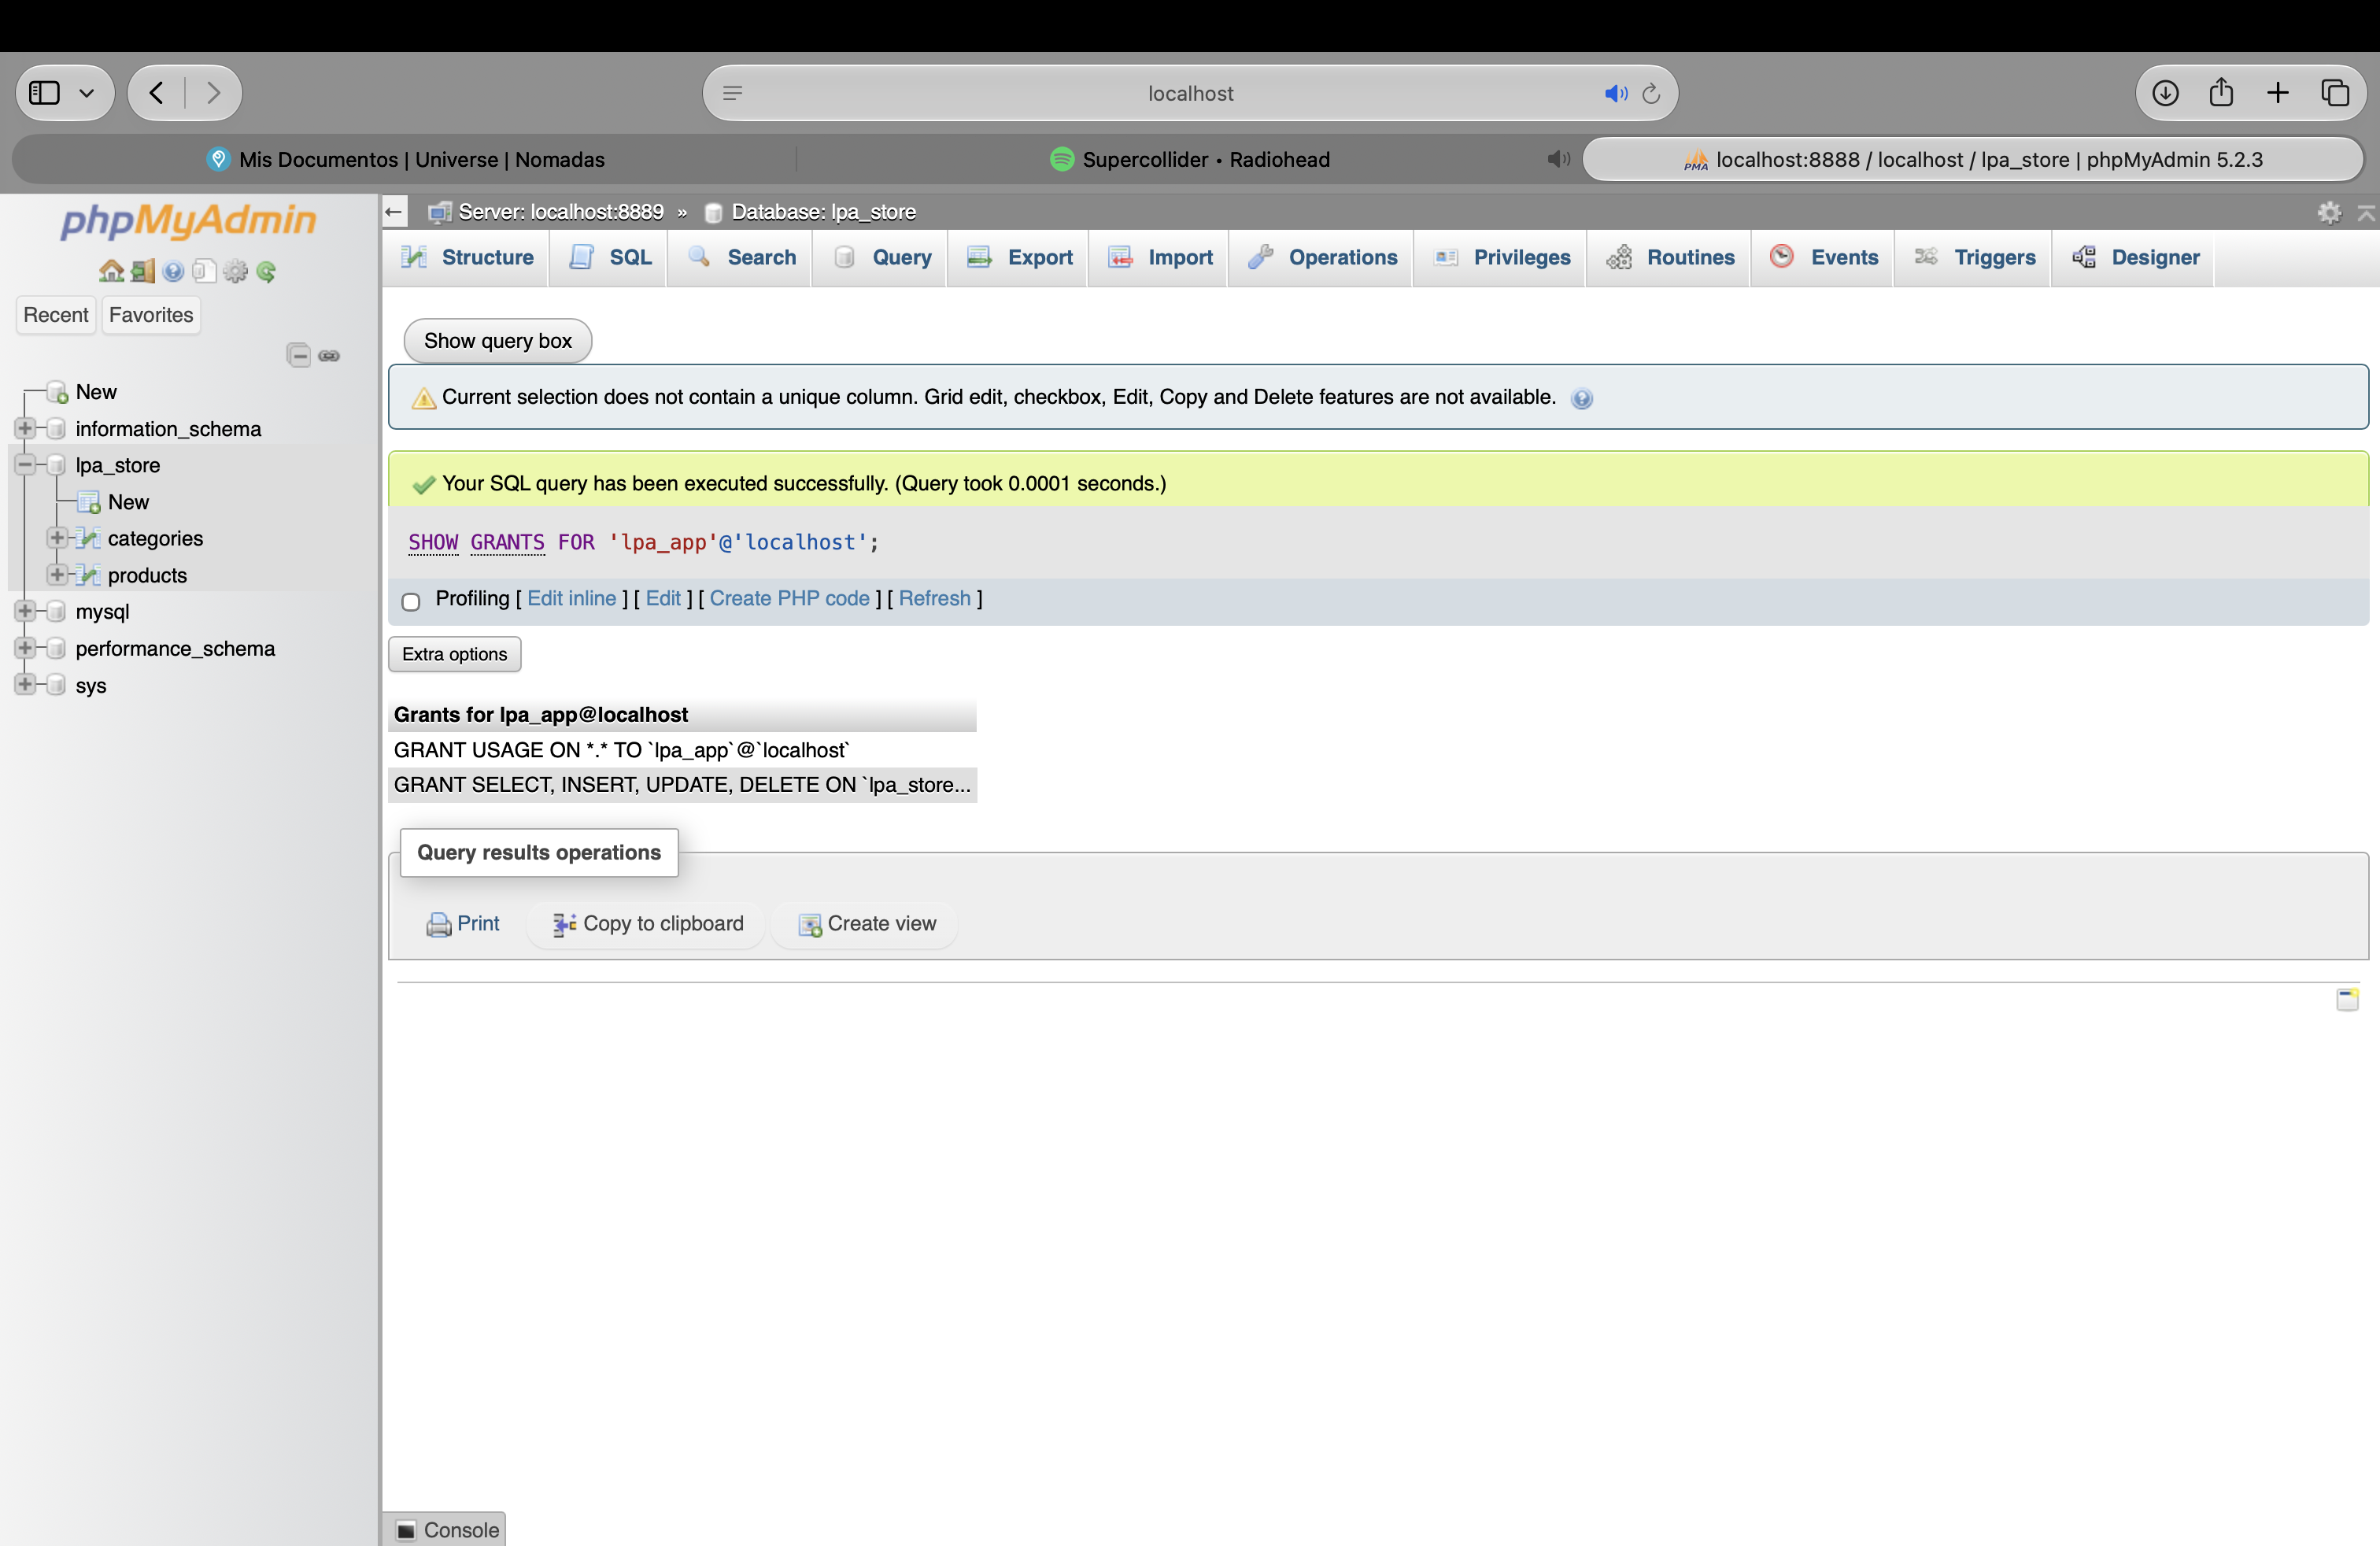 localhost
Mis Documentos | Universe | Nomadas
Supercollider • Radiohead
PMA localhost:8888 / localhost / lpa_store | phpMyAdmin 5.2.3
phpMyAdmin
Recent Favorites
New
information_schema
lpa_store
New
categories
products
mysql
performance_schema
sys
Server: localhost:8889 » Database: lpa_store
Structure SQL Search Query Export Import Operations Privileges Routines Events Triggers Designer
Show query box
Current selection does not contain a unique column. Grid edit, checkbox, Edit, Copy and Delete features are not available.
Your SQL query has been executed successfully. (Query took 0.0001 seconds.)
SHOW GRANTS FOR 'lpa_app'@'localhost';
Profiling [ Edit inline ] [ Edit ] [ Create PHP code ] [ Refresh ]
Extra options
Grants for lpa_app@localhost
GRANT USAGE ON *.* TO `lpa_app`@`localhost`
GRANT SELECT, INSERT, UPDATE, DELETE ON `lpa_store...
Query results operations
Print Copy to clipboard Create view
Console